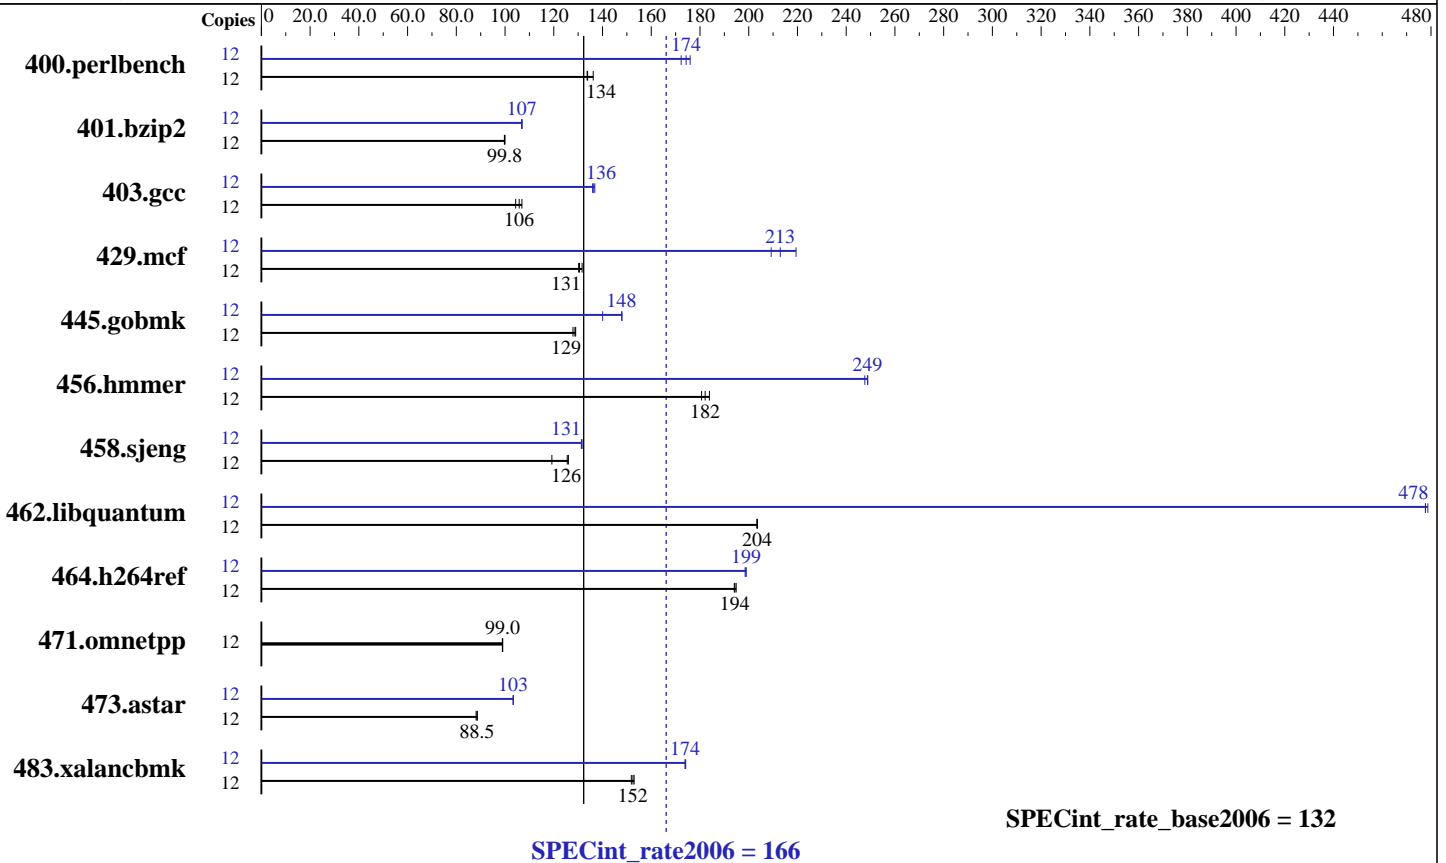 Copies 0 20.0 40.0 60.0 80.0 100 120 140 160 180 200 220 240 260 280 300 320 340 360 380 400 420 440 480
400.perlbench 12 174
12 134
401.bzip2 12 107
12 99.8
403.gcc 12 136
12 106
429.mcf 12 213
12 131
445.gobmk 12 148
12 129
456.hmmer 12 249
12 182
458.sjeng 12 131
12 126
462.libquantum 12 478
12 204
464.h264ref 12 199
12 194
471.omnetpp 12 99.0
473.astar 12 103
12 88.5
483.xalancbmk 12 174
12 152
SPECint_rate_base2006 = 132
SPECint_rate2006 = 166